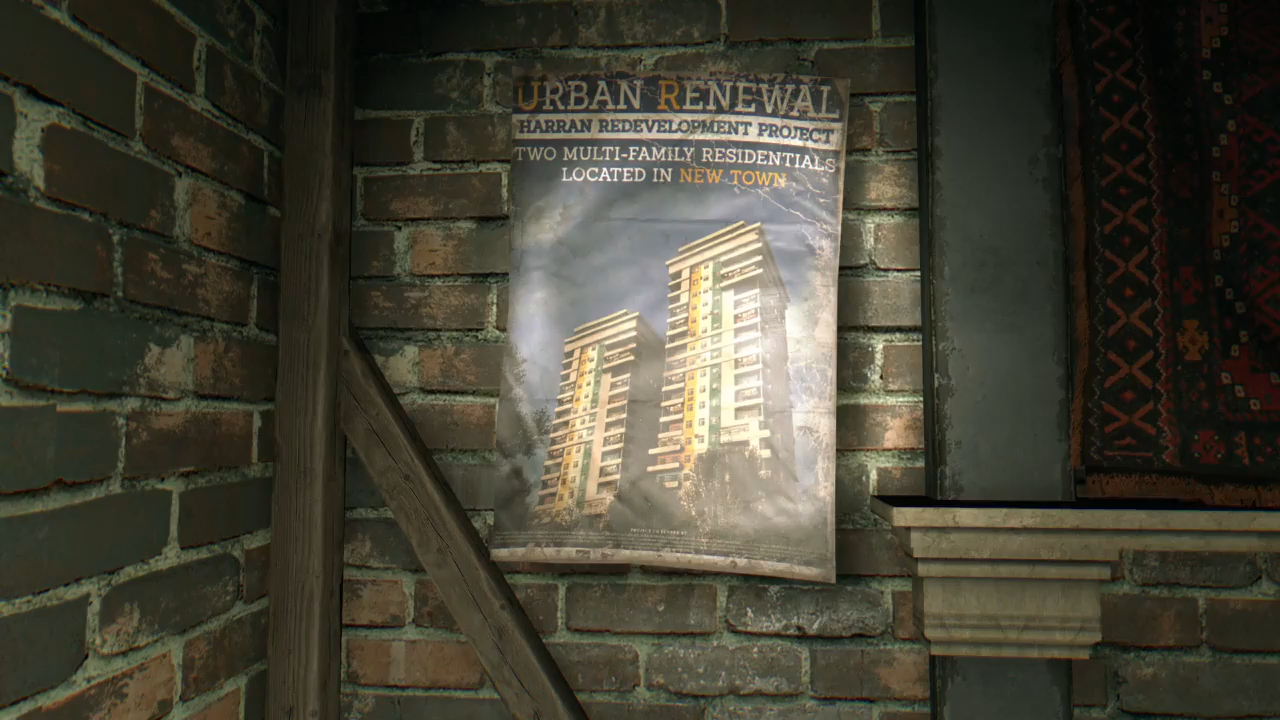 URBAN RENEWAL
HARRAN REDEVELOPMENT PROJECT
TWO MULTI-FAMILY RESIDENTIALS
LOCATED IN NEW TOWN